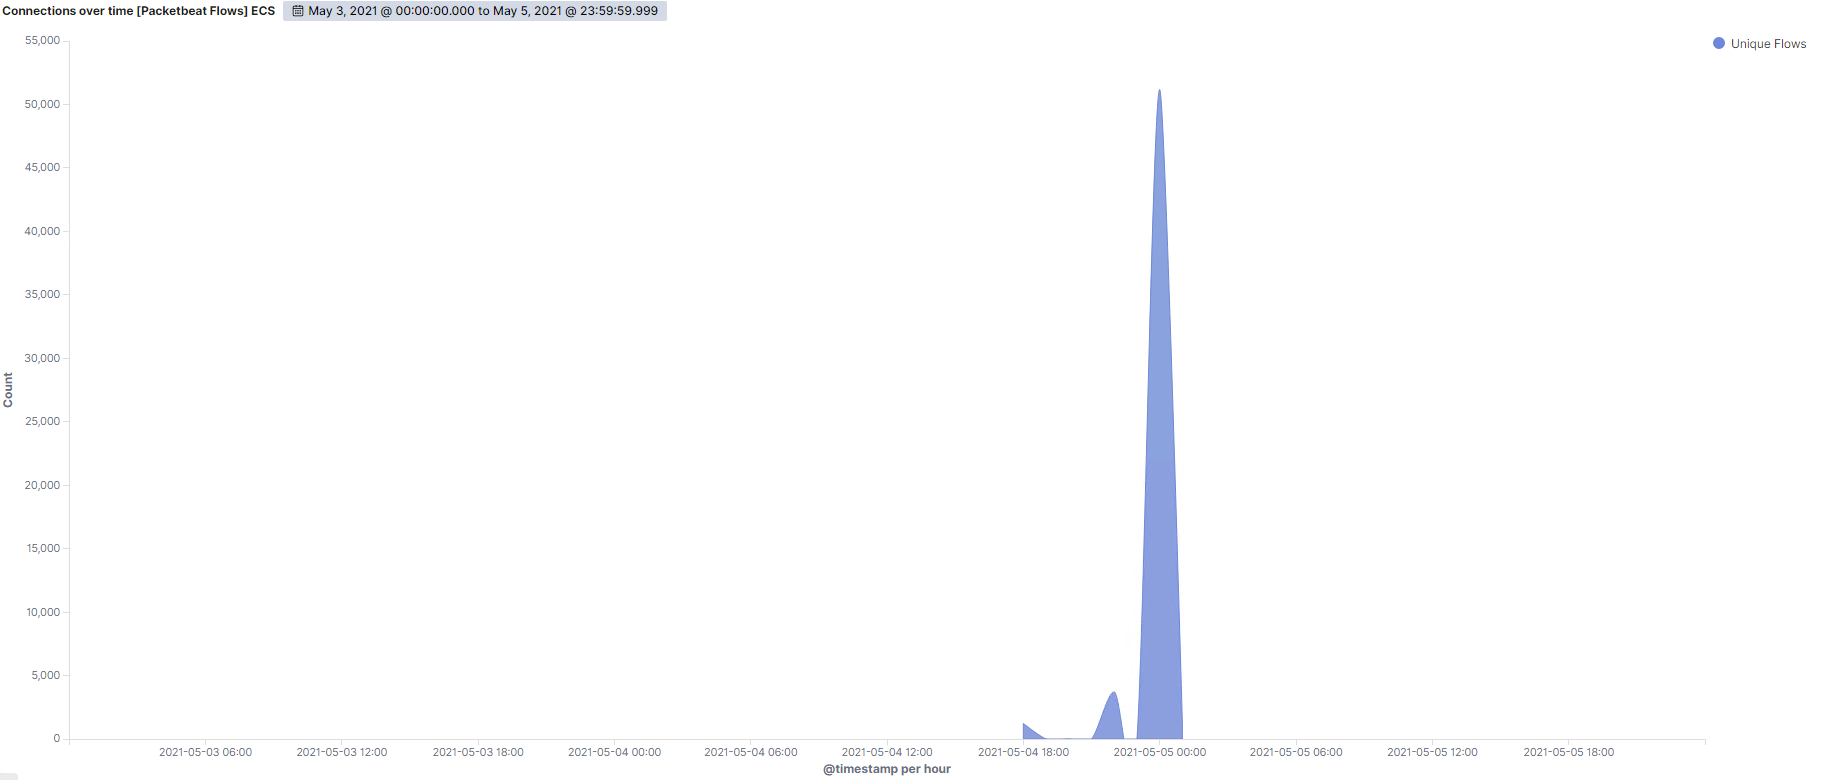 Connections over time [Packetbeat Flows] ECS May 3, 2021 @ 00:00:00.000 to May 5, 2021 @ 23:59:59.999
Unique Flows
55,000
50,000
45,000
40,000
35,000
30,000
25,000
20,000
15,000
10,000
5,000
0
Count
2021-05-03 06:00 2021-05-03 12:00 2021-05-03 18:00 2021-05-04 00:00 2021-05-04 06:00 2021-05-04 12:00 2021-05-04 18:00 2021-05-05 00:00 2021-05-05 06:00 2021-05-05 12:00 2021-05-05 18:00
@timestamp per hour